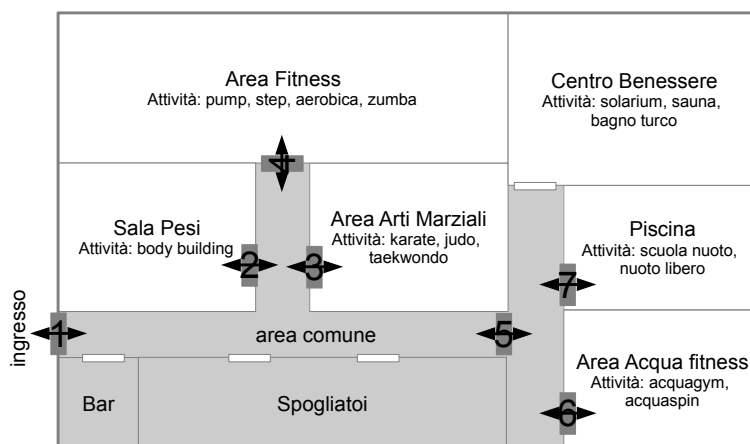 Area Fitness
Attività: pump, step, aerobica, zumba
Centro Benessere
Attività: solarium, sauna,
bagno turco
4
Sala Pesi
Attività: body building
2
3
Area Arti Marziali
Attività: karate, judo,
taekwondo
Piscina
Attività: scuola nuoto,
nuoto libero
7
ingresso
1
area comune
5
Bar
Spogliatoi
Area Acqua fitness
Attività: acquagym,
acquaspin
6